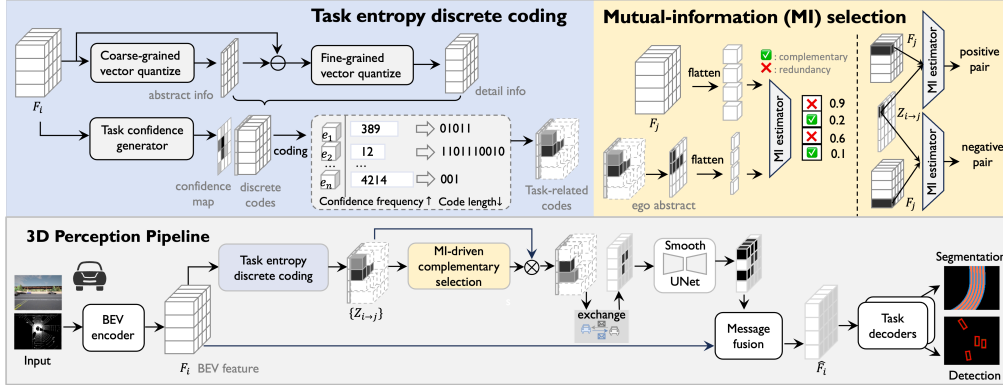 Task entropy discrete coding
Coarse-grained
vector quantize
Fine-grained
vector quantize
F_i
abstract info
detail info
Task confidence
generator
coding
confidence
map
discrete
codes
e_1 389 01011
e_2 12 1101110010
... ...
e_n 4214 001
Confidence frequency↑ Code length↓
Task-related
codes
Mutual-information (MI) selection
F_j
flatten
: complementary
: redundancy
MI estimator
0.9
0.2
0.6
0.1
ego abstract
flatten
F_j
MI estimator
positive
pair
Z_{i→j}
MI estimator
negative
pair
F_j
3D Perception Pipeline
Input
BEV
encoder
F_i BEV feature
Task entropy
discrete coding
{Z_{i→j}}
MI-driven
complementary
selection
exchange
Smooth
UNet
Message
fusion
F̂_i
Task
decoders
Segmentation
Detection